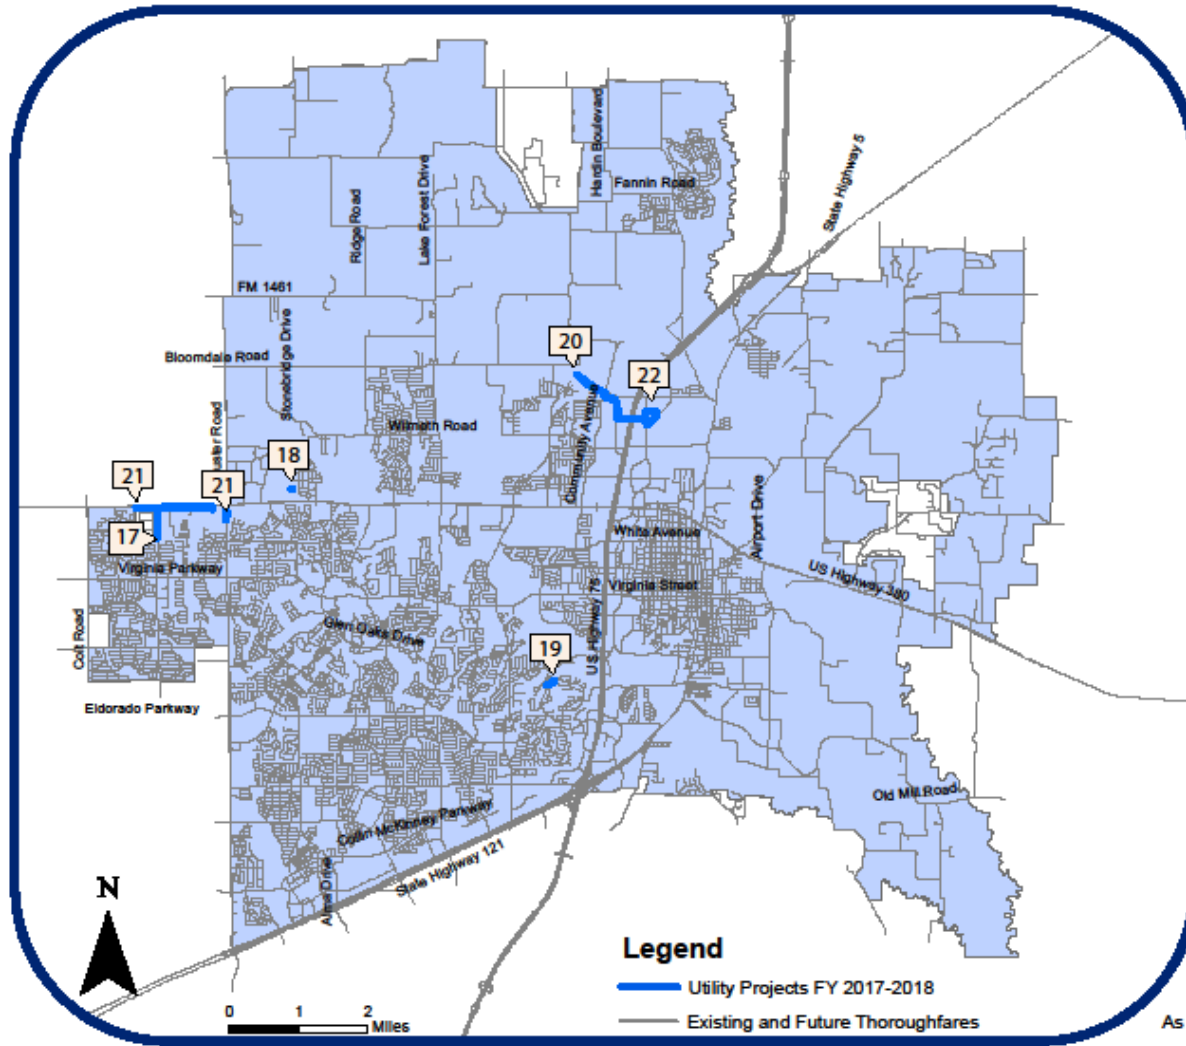 Hardin Boulevard
State Highway 5
Fannin Road
Lake Forest Drive
Ridge Road
FM 1461
Stonebridge Drive
20
Bloomdale Road
22
Community Avenue
Wilmeth Road
uster Road
18
21
21
Airport Drive
17
White Avenue
Virginia Parkway
US Highway 380
Virginia Street
US Highway 75
Glen Oaks Drive
Coit Road
19
Eldorado Parkway
Old Mill Road
Collin McKinney Parkway
State Highway 121
Alma Drive
N
Legend
Utility Projects FY 2017-2018
0 1 2
Miles
Existing and Future Thoroughfares
As